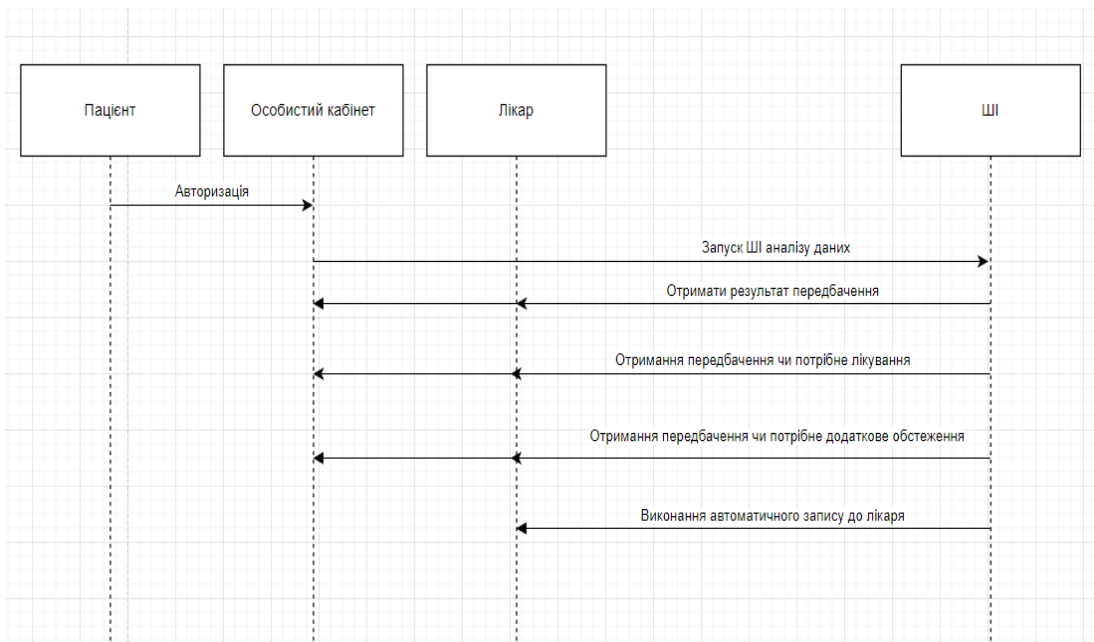 Пацієнт
Особистий кабінет
Лікар
ШІ
Авторизація
Запуск ШІ аналізу даних
Отримати результат передбачення
Отримання передбачення чи потрібне лікування
Отримання передбачення чи потрібне додаткове обстеження
Виконання автоматичного запису до лікаря